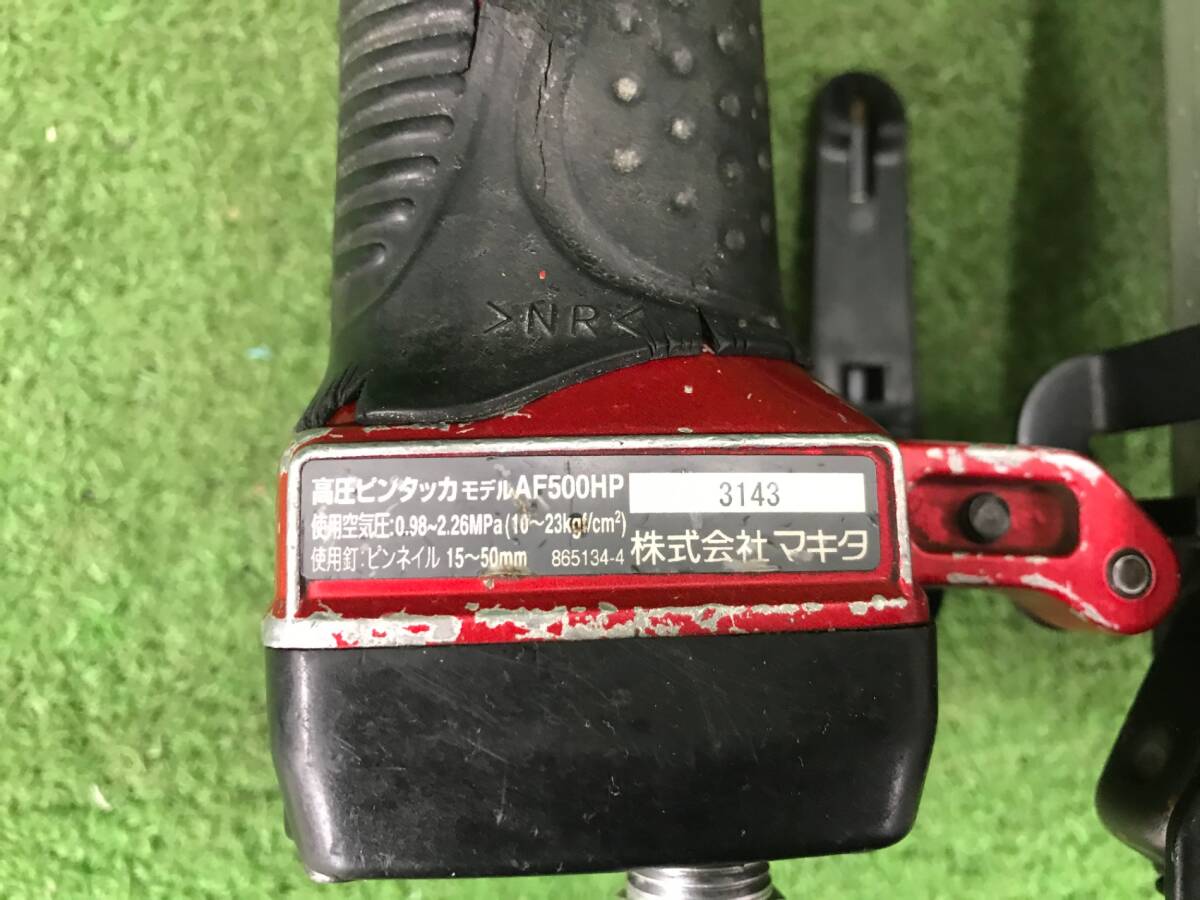 >NR<
高圧ピンタッカ モデルAF500HP
3143
使用空気圧:0.98~2.26MPa(10～23kgf/cm²)
使用釘:ピンネイル 15～50mm 865134-4
株式会社マキタ